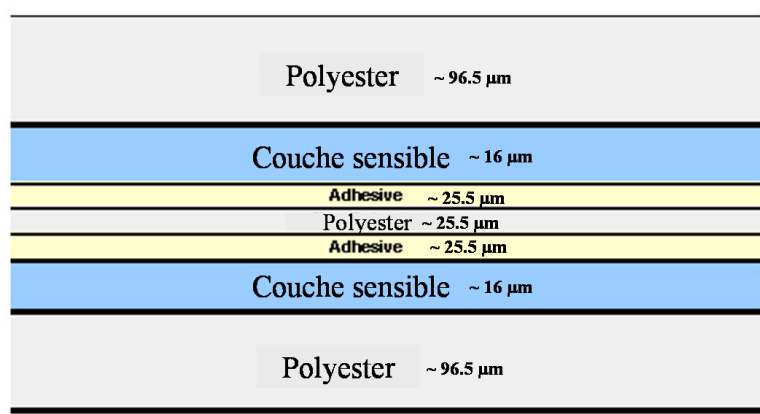 Polyester ~ 96.5 µm
Couche sensible ~ 16 µm
Adhesive ~ 25.5 µm
Polyester ~ 25.5 µm
Adhesive ~ 25.5 µm
Couche sensible ~ 16 µm
Polyester ~ 96.5 µm